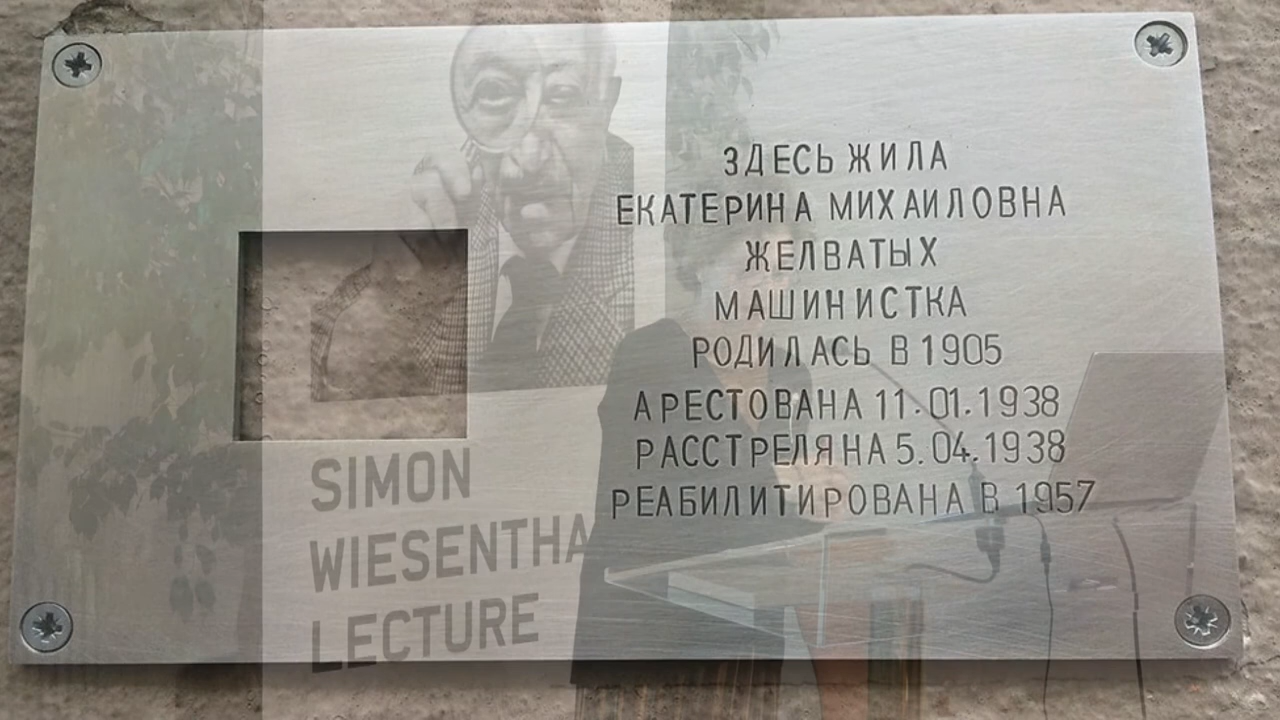 ЗДЕСЬ ЖИЛА
ЕКАТЕРИНА МИХАИЛОВНА
ЖЕЛВАТЫХ
МАШИНИСТКА
РОДИЛАСЬ В 1905
АРЕСТОВАНА 11.01.1938
РАССТРЕЛЯНА 5.04.1938
РЕАБИЛИТИРОВАНА В 1957
SIMON
WIESENTHA
LECTURE